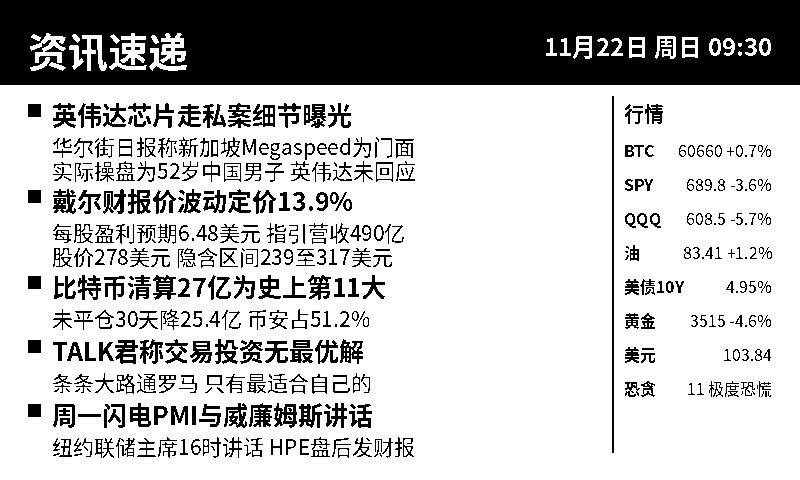 资讯速递
11月22日 周日 09:30
英伟达芯片走私案细节曝光
华尔街日报称新加坡Megaspeed为门面
实际操盘为52岁中国男子 英伟达未回应
戴尔财报价波动定价13.9%
每股盈利预期6.48美元 指引营收490亿
股价278美元 隐含区间239至317美元
比特币清算27亿为史上第11大
未平仓30天降25.4亿 币安占51.2%
TALK君称交易投资无最优解
条条大路通罗马 只有最适合自己的
周一闪电PMI与威廉姆斯讲话
纽约联储主席16时讲话 HPE盘后发财报
行情
BTC 60660 +0.7%
SPY 689.8 -3.6%
QQQ 608.5 -5.7%
油 83.41 +1.2%
美债10Y 4.95%
黄金 3515 -4.6%
美元 103.84
恐贪 11 极度恐慌